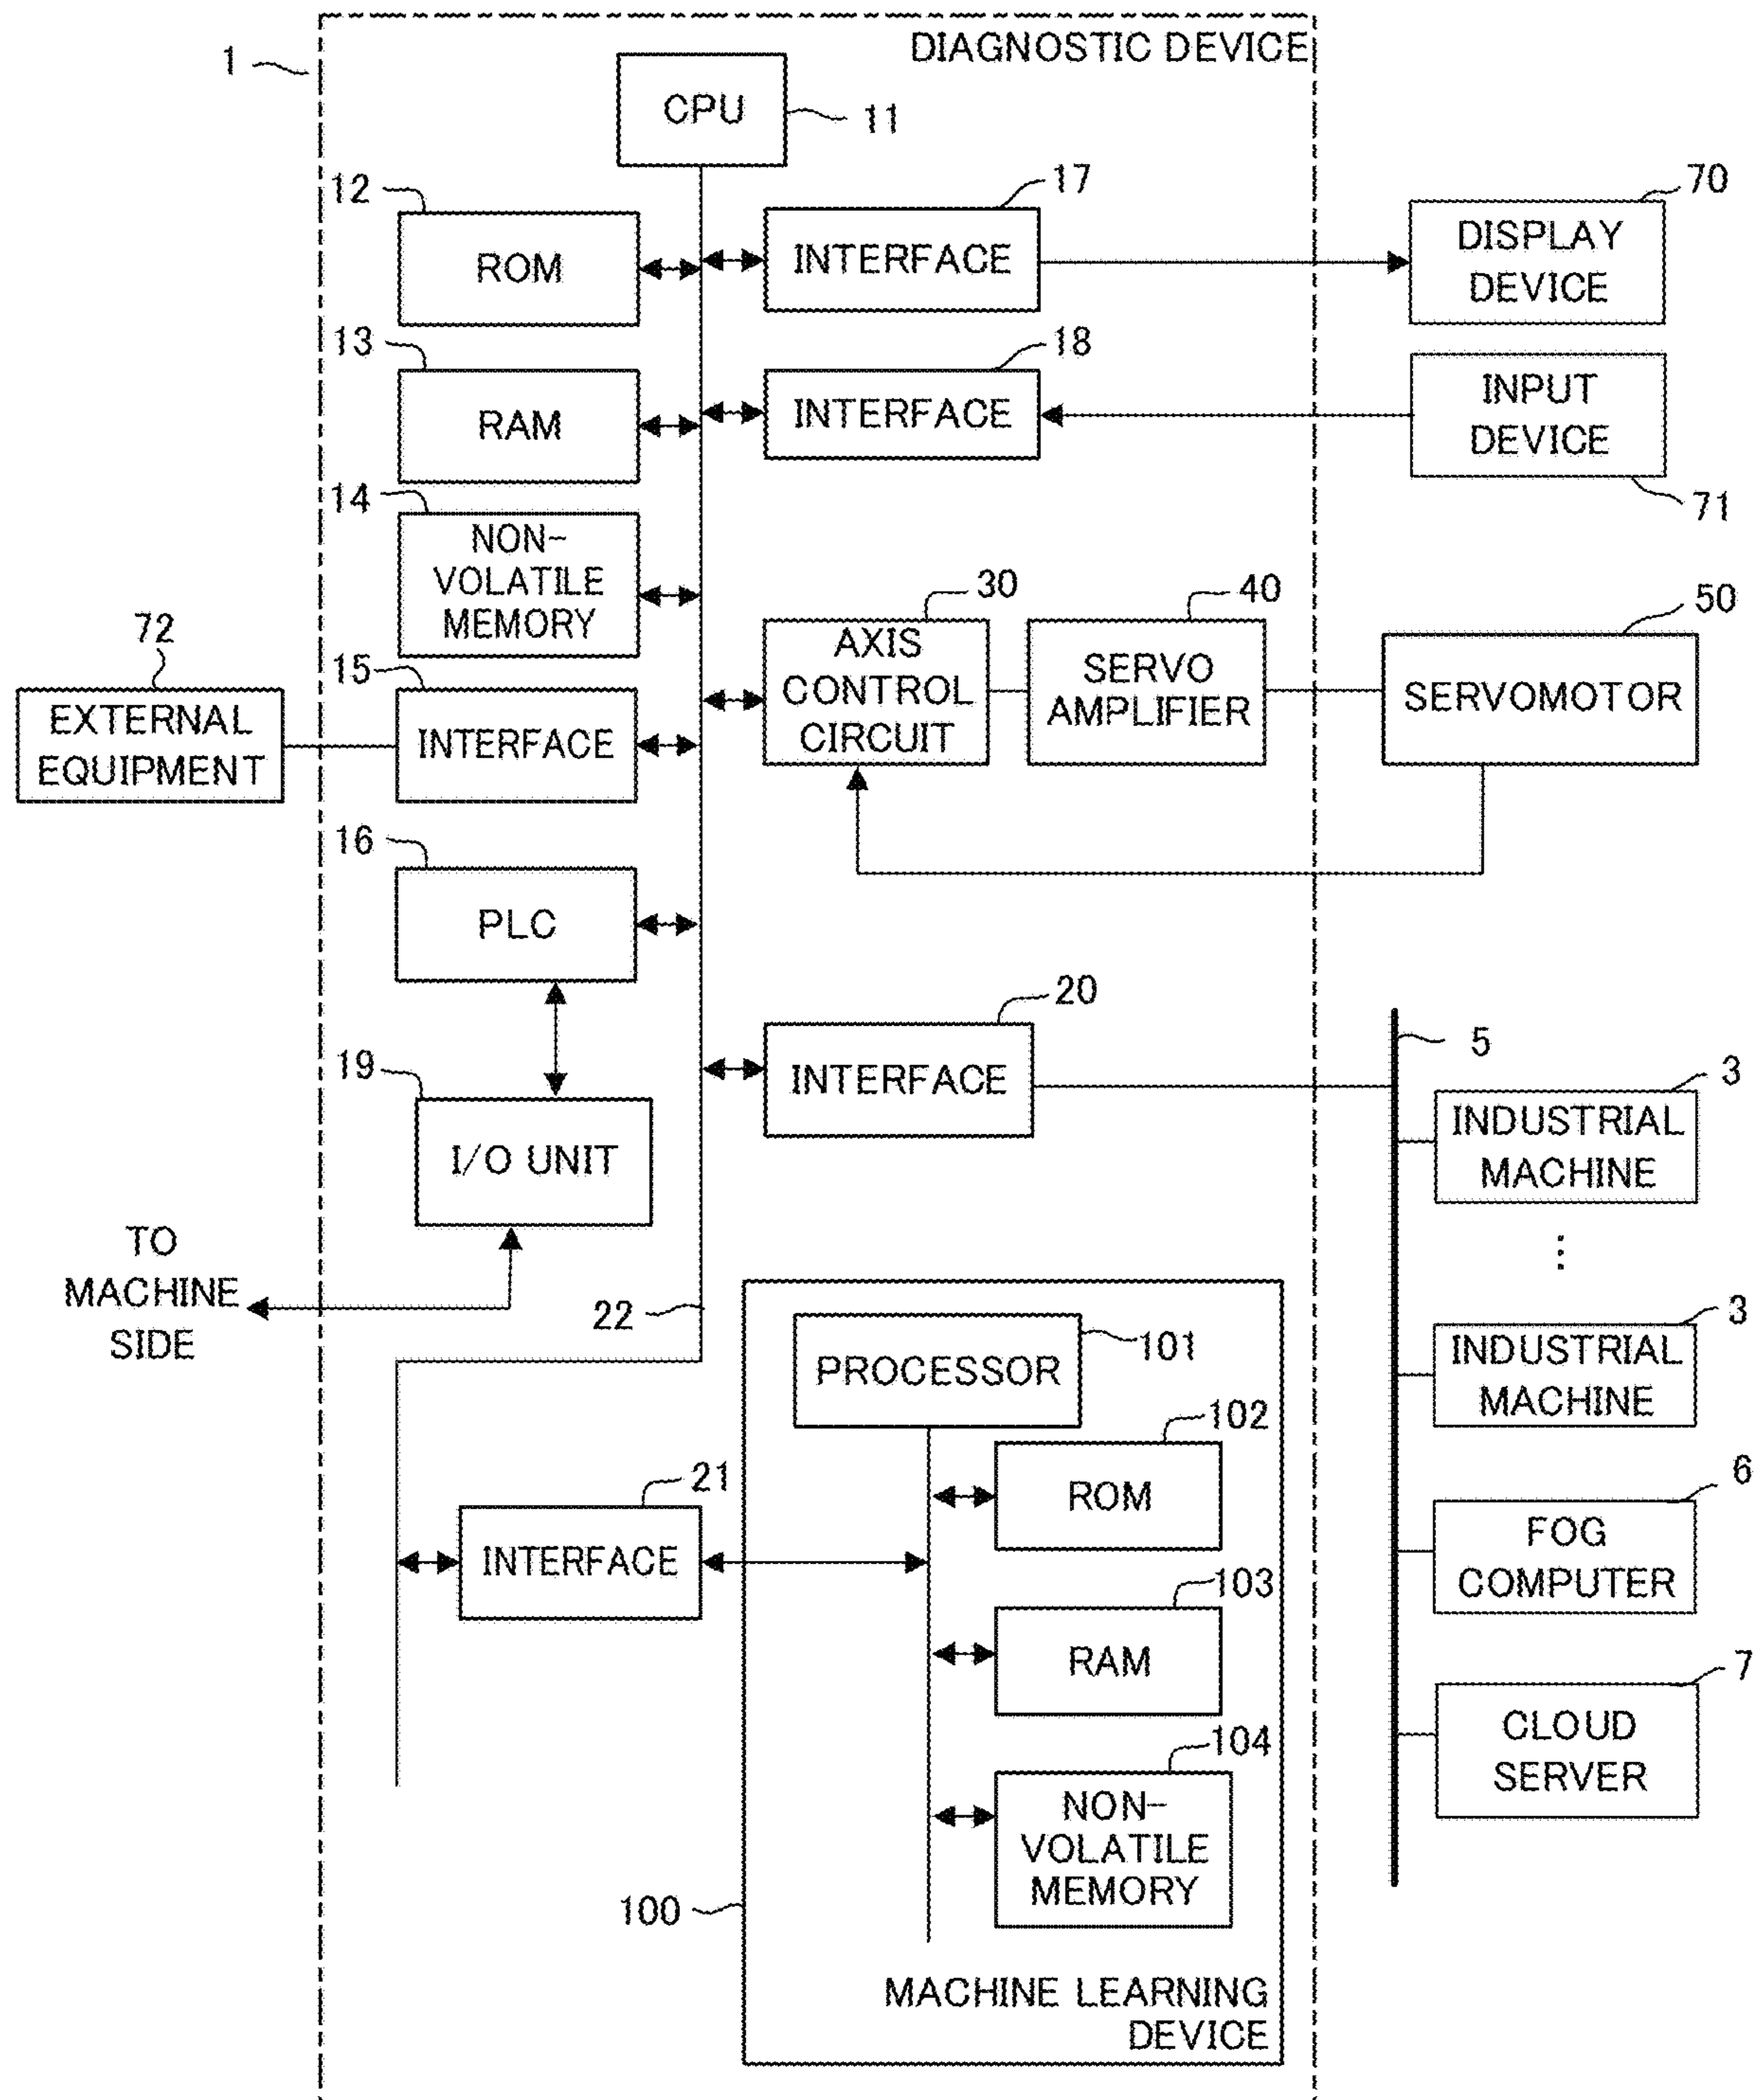 DIAGNOSTIC DEVICE
1
CPU
11
12
ROM
17
INTERFACE
70
DISPLAY
DEVICE
13
RAM
18
INTERFACE
INPUT
DEVICE
71
14
NON-
VOLATILE
MEMORY
30
AXIS
CONTROL
CIRCUIT
40
SERVO
AMPLIFIER
50
SERVOMOTOR
72
EXTERNAL
EQUIPMENT
15
INTERFACE
16
PLC
20
INTERFACE
5
19
I/O UNIT
3
INDUSTRIAL
MACHINE
⋮
TO
MACHINE
SIDE
22
3
INDUSTRIAL
MACHINE
PROCESSOR
101
102
ROM
21
INTERFACE
6
FOG
COMPUTER
103
RAM
7
CLOUD
SERVER
104
NON-
VOLATILE
MEMORY
100
MACHINE LEARNING
DEVICE